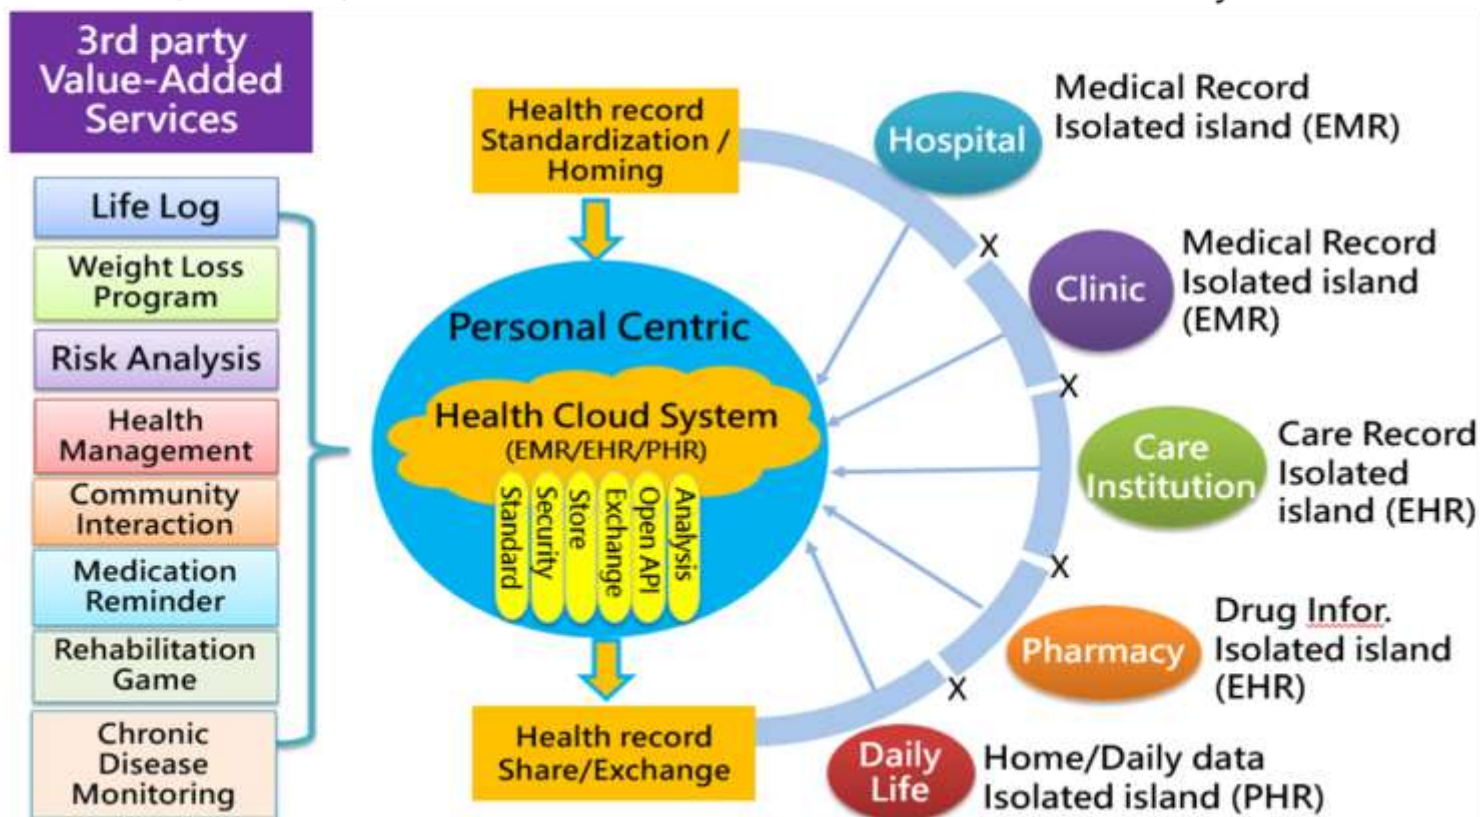 3rd party
Value-Added
Services
Life Log
Weight Loss
Program
Risk Analysis
Health
Management
Community
Interaction
Medication
Reminder
Rehabilitation
Game
Chronic
Disease
Monitoring
Health record
Standardization /
Homing
Personal Centric
Health Cloud System
(EMR/EHR/PHR)
Standard
Security
Store
Exchange
Open API
Analysis
Health record
Share/Exchange
Hospital
Medical Record
Isolated island (EMR)
X
Clinic
Medical Record
Isolated island
(EMR)
X
Care
Institution
Care Record
Isolated
island (EHR)
X
Pharmacy
Drug Infor.
Isolated island
(EHR)
X
Daily
Life
Home/Daily data
Isolated island (PHR)